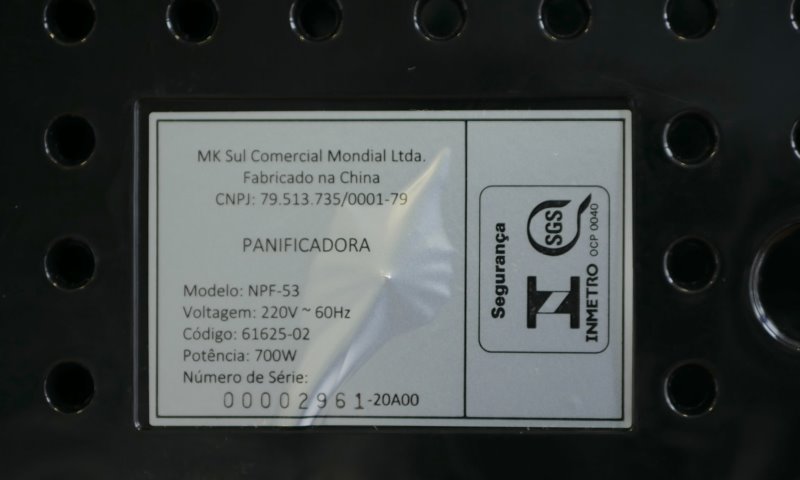 MK Sul Comercial Mondial Ltda.
Fabricado na China
CNPJ: 79.513.735/0001-79
PANIFICADORA
Modelo: NPF-53
Voltagem: 220V ~ 60Hz
Código: 61625-02
Potência: 700W
Número de Série:
00002961-20A00
Segurança
SGS
INMETRO OCP 0040